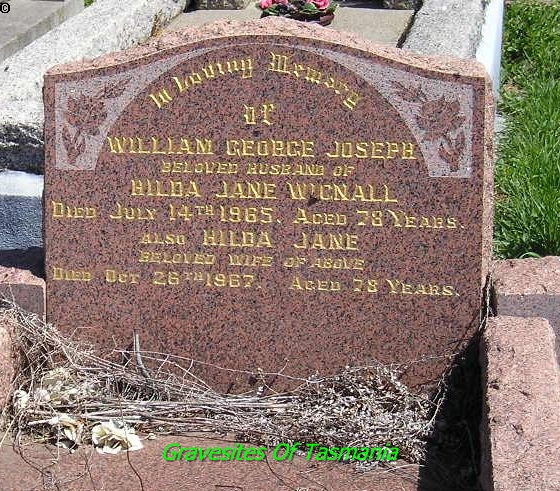 ©
In Loving Memory
OF
WILLIAM GEORGE JOSEPH
BELOVED HUSBAND OF
HILDA JANE WIGNALL
DIED JULY 14TH 1965. AGED 78 YEARS.
ALSO HILDA JANE
BELOVED WIFE OF ABOVE
DIED OCT 26TH 1967. AGED 78 YEARS.
Gravesites Of Tasmania